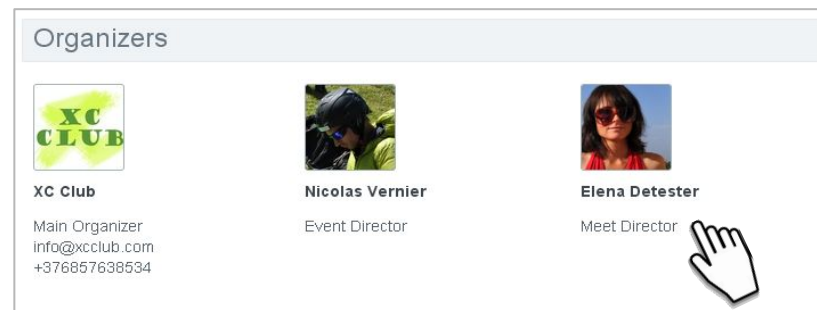 Organizers
XC
CLUB
XC Club
Main Organizer
info@xcclub.com
+376857638534
Nicolas Vernier
Event Director
Elena Detester
Meet Director